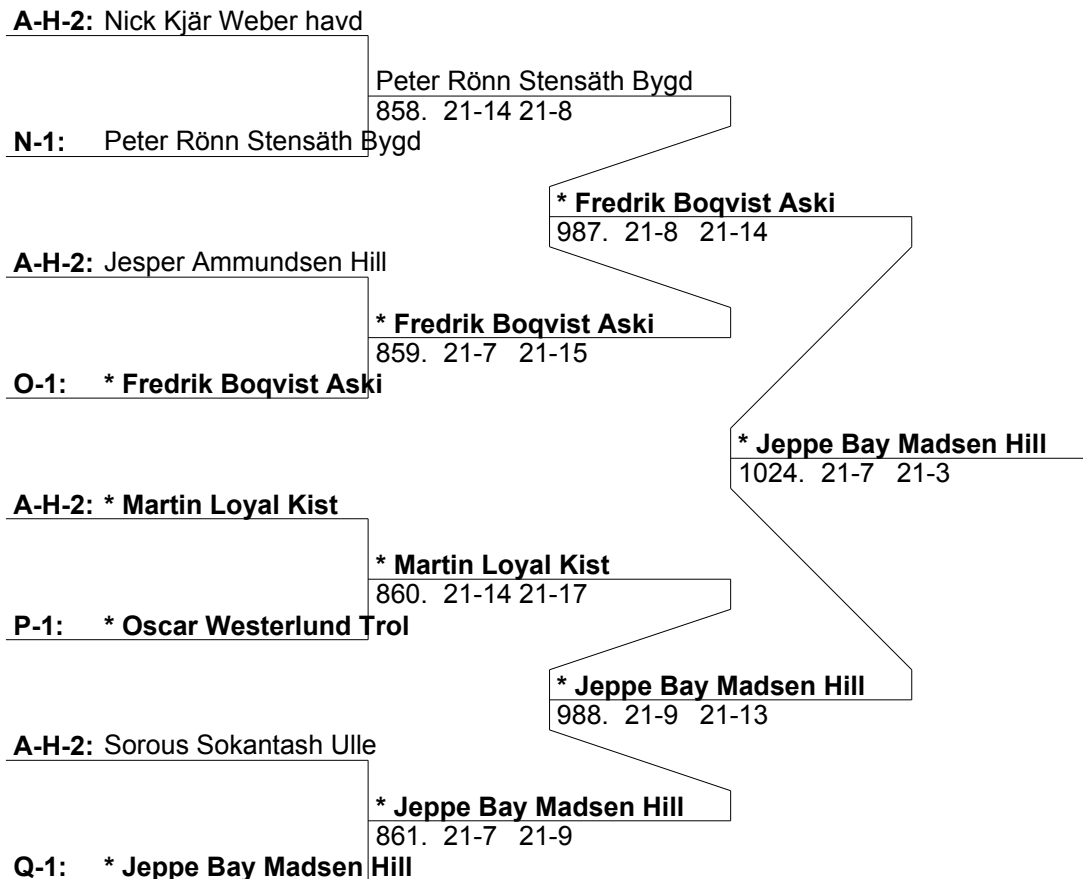 A-H-2: Nick Kjär Weber havd
Peter Rönn Stensäth Bygd
858. 21-14 21-8
N-1: Peter Rönn Stensäth Bygd
* Fredrik Boqvist Aski
987. 21-8 21-14
A-H-2: Jesper Ammundsen Hill
* Fredrik Boqvist Aski
859. 21-7 21-15
O-1: * Fredrik Boqvist Aski
* Jeppe Bay Madsen Hill
1024. 21-7 21-3
A-H-2: * Martin Loyal Kist
* Martin Loyal Kist
860. 21-14 21-17
P-1: * Oscar Westerlund Trol
* Jeppe Bay Madsen Hill
988. 21-9 21-13
A-H-2: Sorous Sokantash Ulle
* Jeppe Bay Madsen Hill
861. 21-7 21-9
Q-1: * Jeppe Bay Madsen Hill